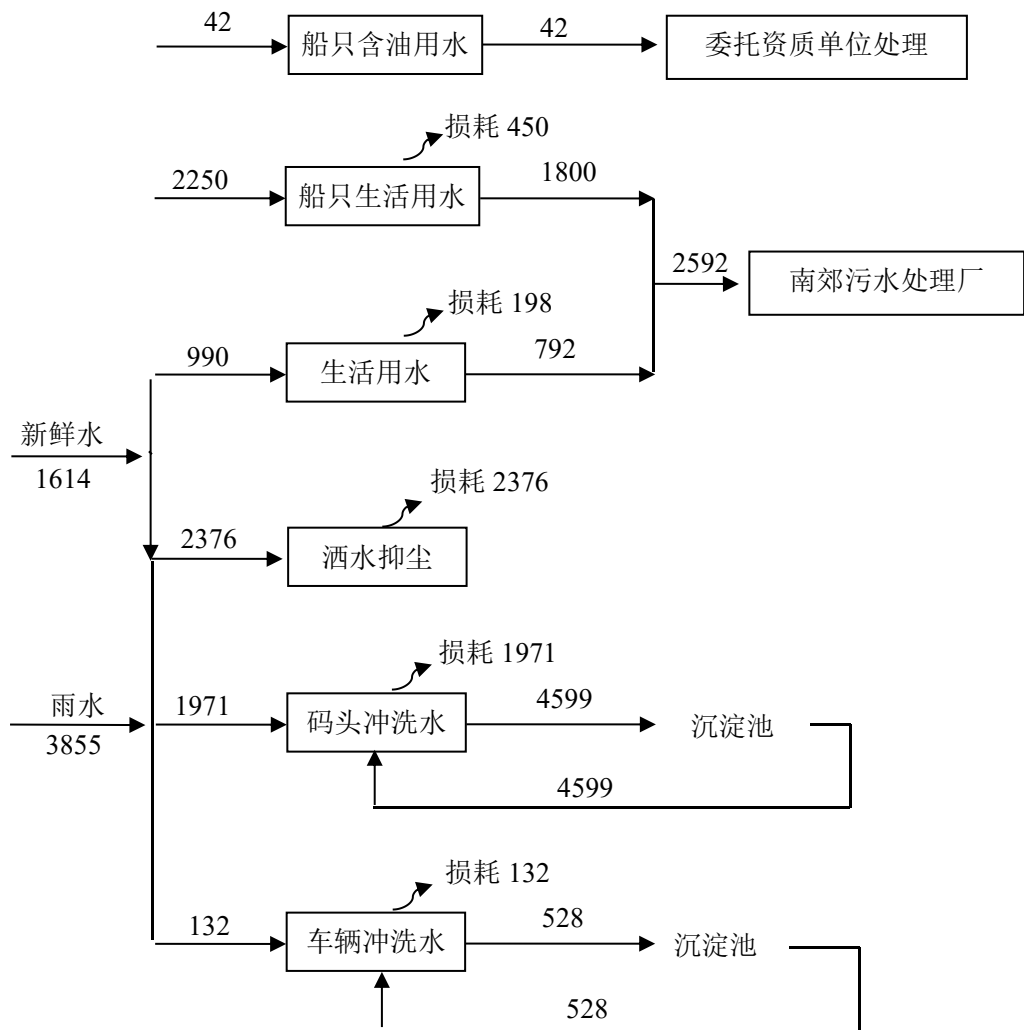 42
船只含油用水
42
委托资质单位处理
损耗 450
2250
船只生活用水
1800
2592
南郊污水处理厂
损耗 198
990
生活用水
792
新鲜水
1614
损耗 2376
2376
洒水抑尘
损耗 1971
雨水
3855
1971
码头冲洗水
4599
沉淀池
4599
损耗 132
132
车辆冲洗水
528
沉淀池
528